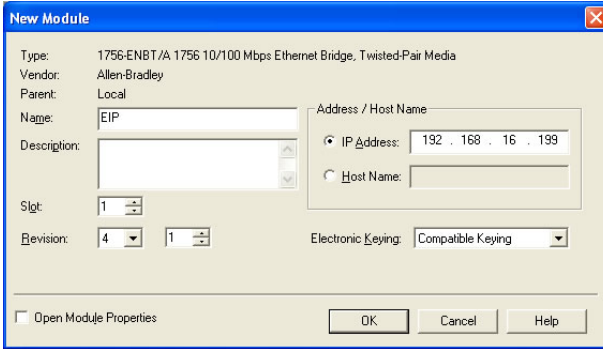 New Module
Type: 1756-ENBT/A 1756 10/100 Mbps Ethernet Bridge, Twisted-Pair Media
Vendor: Allen-Bradley
Parent: Local
Name: EIP
Address / Host Name
Description:
IP Address: 192 . 168 . 16 . 199
Host Name:
Slot: 1
Revision: 4 1 Electronic Keying: Compatible Keying
Open Module Properties OK Cancel Help